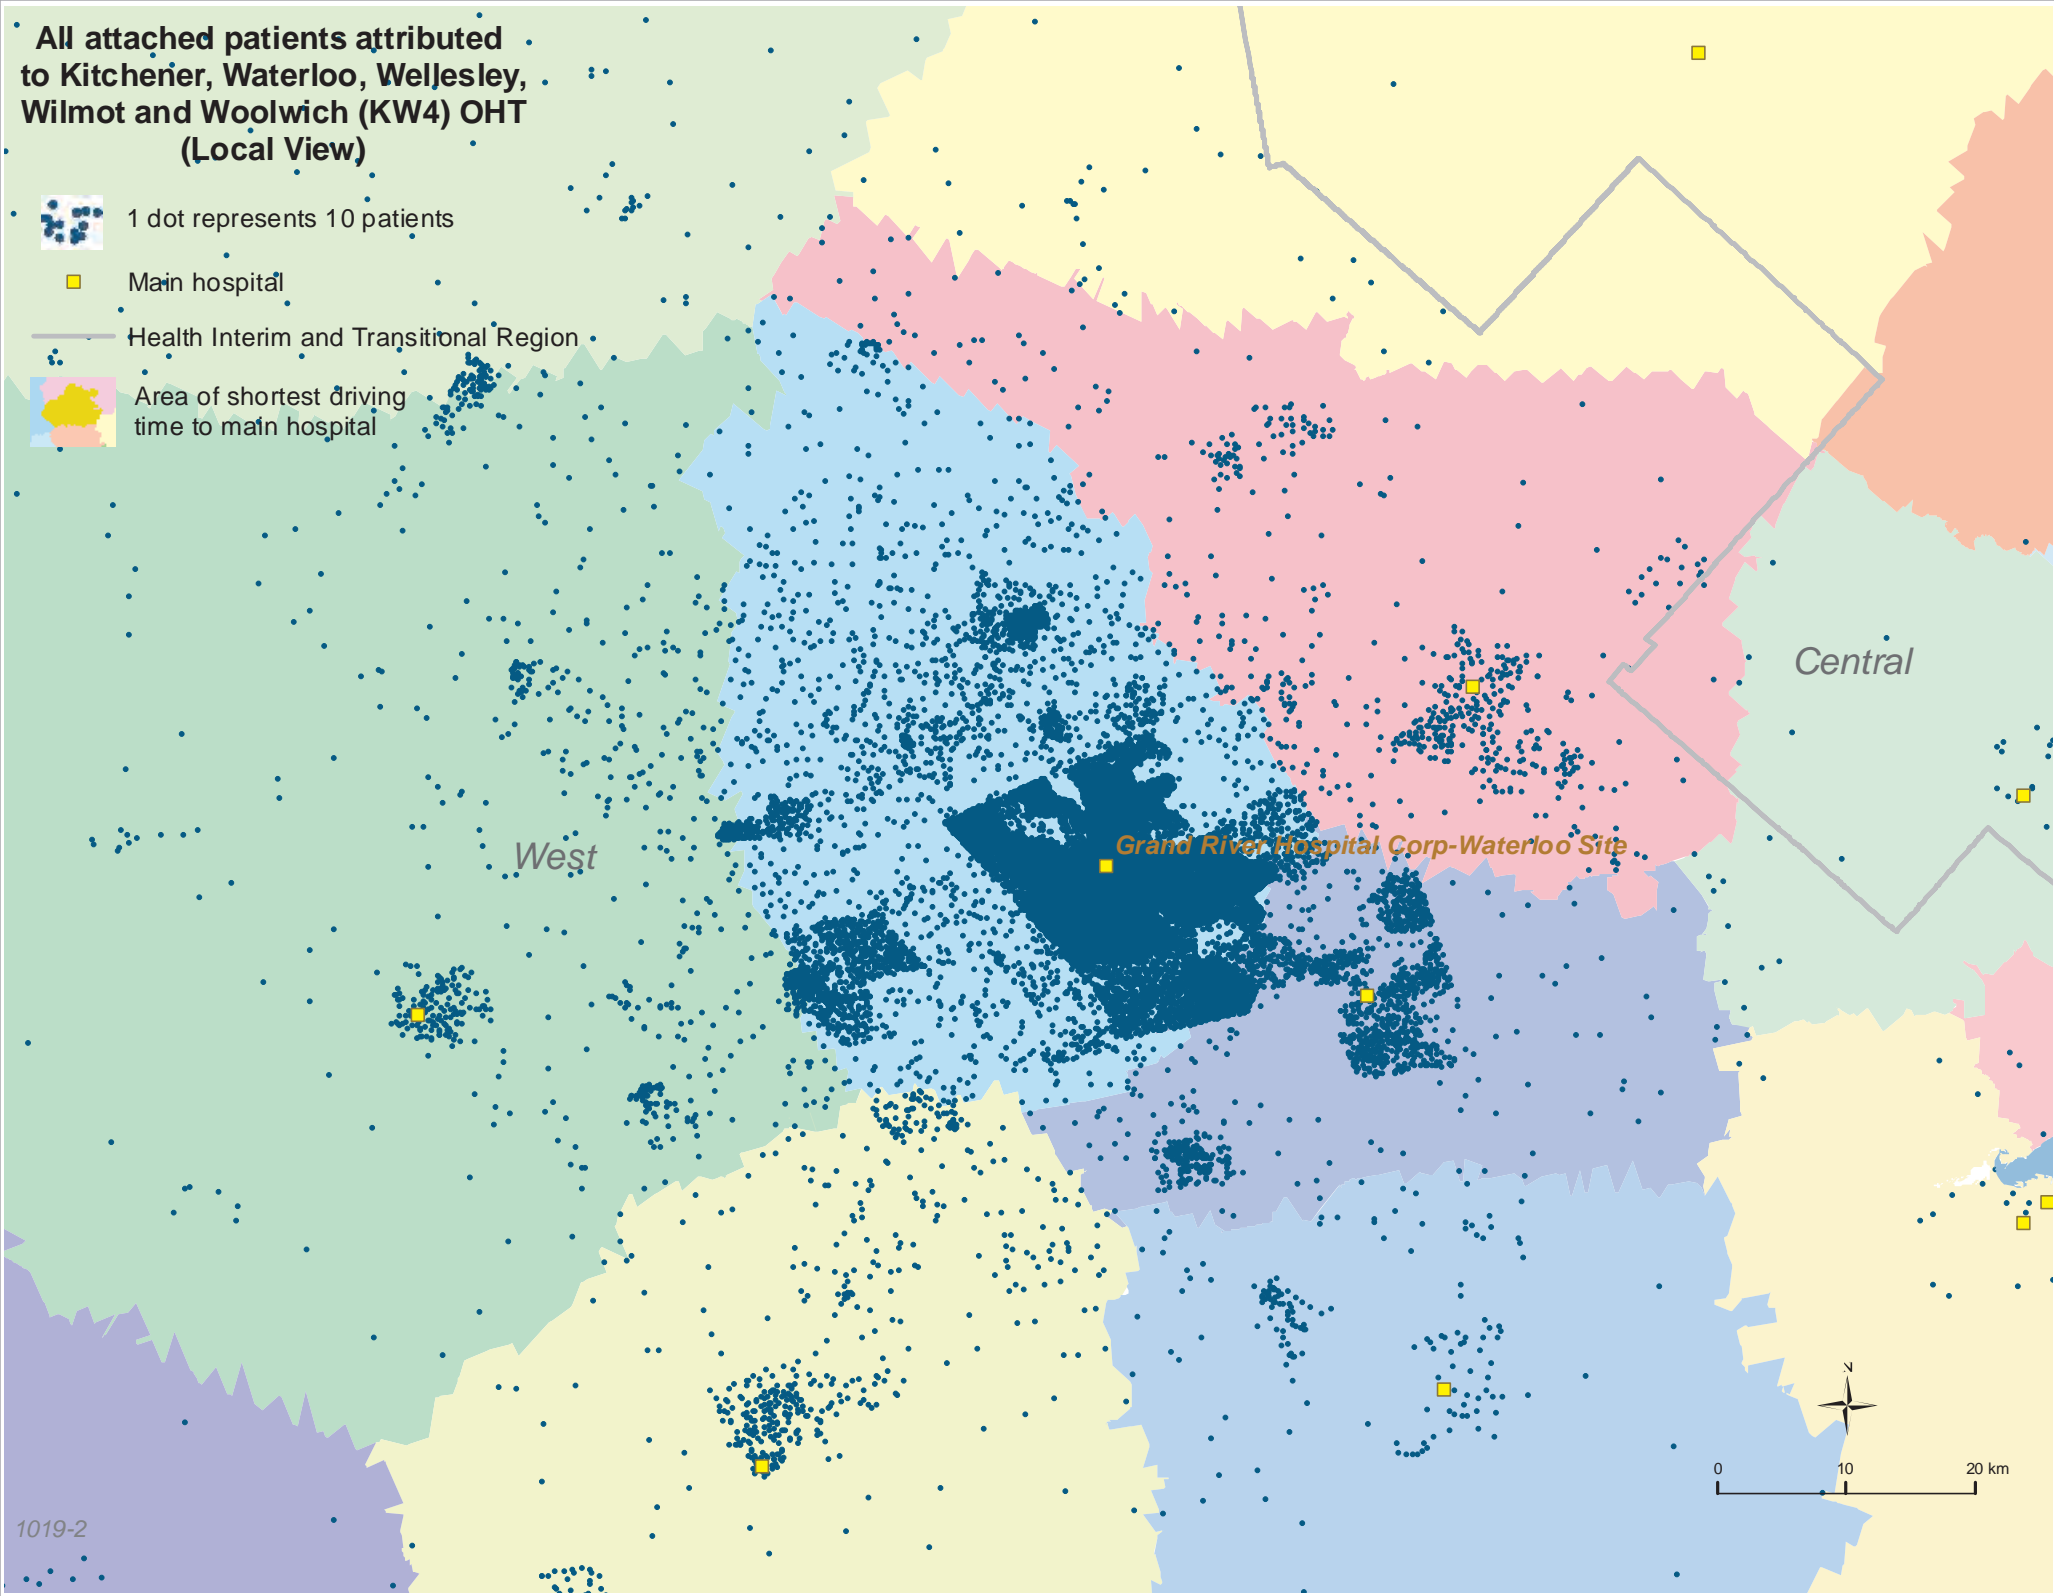 All attached patients attributed
to Kitchener, Waterloo, Wellesley,
Wilmot and Woolwich (KW4) OHT
(Local View)
1 dot represents 10 patients
Main hospital
Health Interim and Transitional Region
Area of shortest driving
time to main hospital
Central
Grand River Hospital Corp-Waterloo Site
West
N
0 10 20 km
1019-2